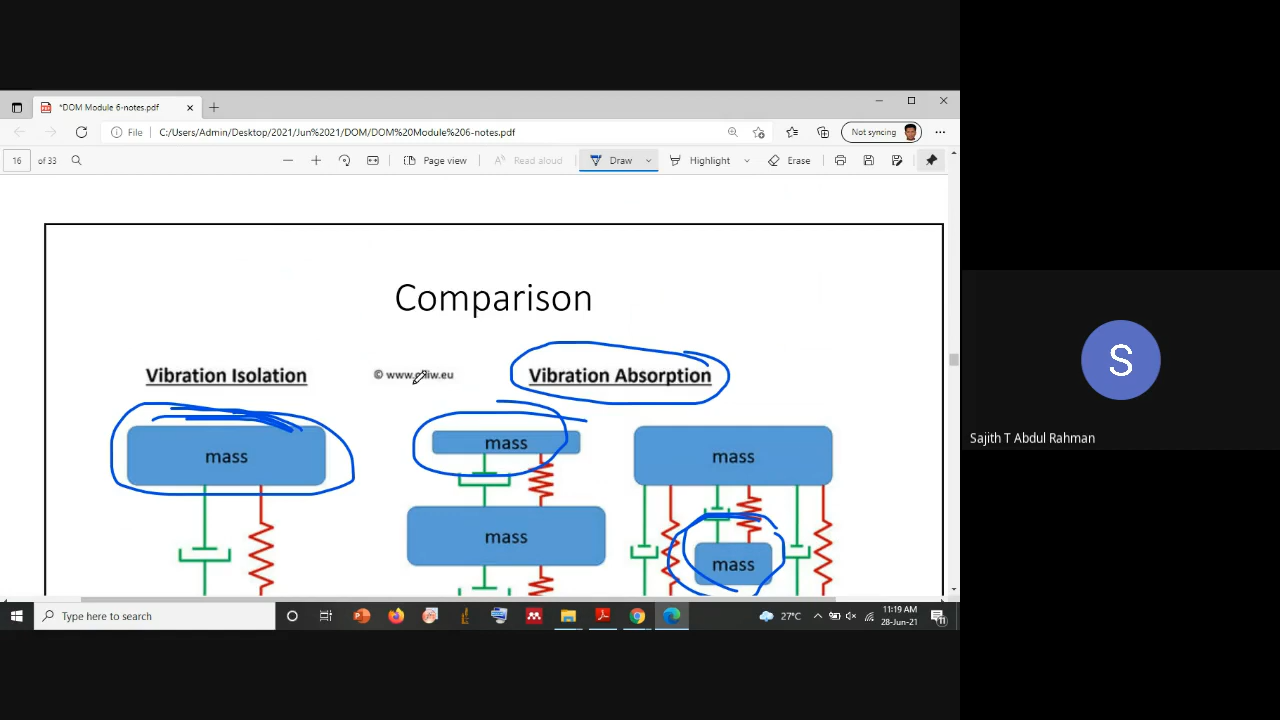 *DOM Module 6-notes.pdf
File C:/Users/Admin/Desktop/2021/Jun%2021/DOM/DOM%20Module%206-notes.pdf Not syncing
16 of 33 Page view Read aloud Draw Highlight Erase
Comparison
Vibration Isolation Vibration Absorption
mass mass mass
mass
mass
S
Sajith T Abdul Rahman
Type here to search 27°C 11:19 AM
28-Jun-21